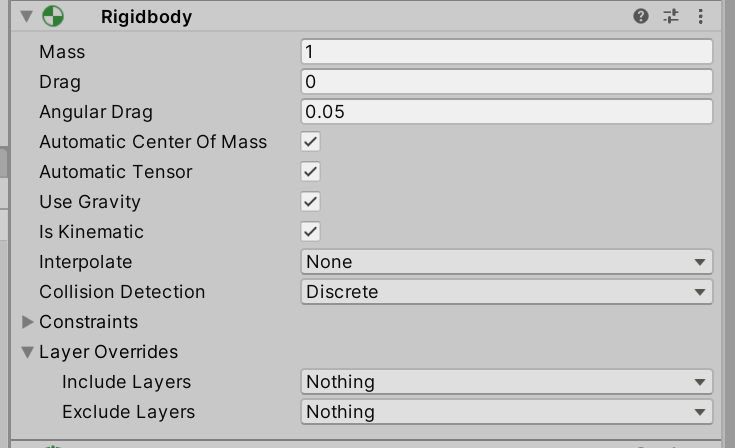 Rigidbody
Mass 1
Drag 0
Angular Drag 0.05
Automatic Center Of Mass
Automatic Tensor
Use Gravity
Is Kinematic
Interpolate None
Collision Detection Discrete
Constraints
Layer Overrides
Include Layers Nothing
Exclude Layers Nothing